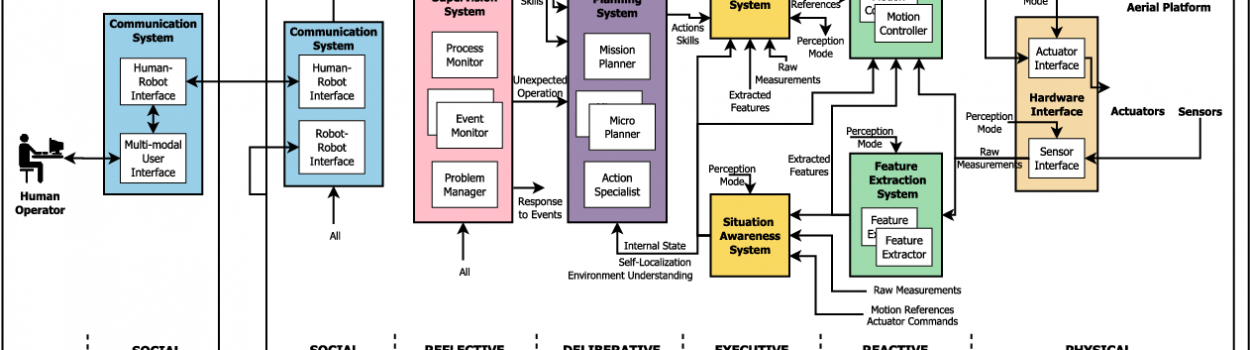 Communication
System
Human-
Robot
Interface
Multi-modal
User
Interface
Human
Operator
Communication
System
Human-
Robot
Interface
Robot-
Robot
Interface
All
Supervision
System
Process
Monitor
Event
Monitor
Problem
Manager
All
Skills
Unexpected
Operation
Response
to Events
Planning
System
Mission
Planner
Micro
Planner
Action
Specialist
Internal State
Self-Localization
Environment Understanding
Actions
Skills
System
References
Perception
Mode
Raw
Measurements
Extracted
Features
Motion
Controller
Perception
Mode
Situation
Awareness
System
Extracted
Features
Perception
Mode
Feature
Extraction
System
Feature
Feature
Extractor
Raw Measurements
Motion References
Actuator Commands
Mode
Aerial Platform
Actuator
Interface
Hardware
Interface
Actuators
Sensors
Perception
Mode
Raw
Measurements
Sensor
Interface
SOCIAL
SOCIAL
REFLECTIVE
DELIBERATIVE
EXECUTIVE
REACTIVE
PHYSICAL